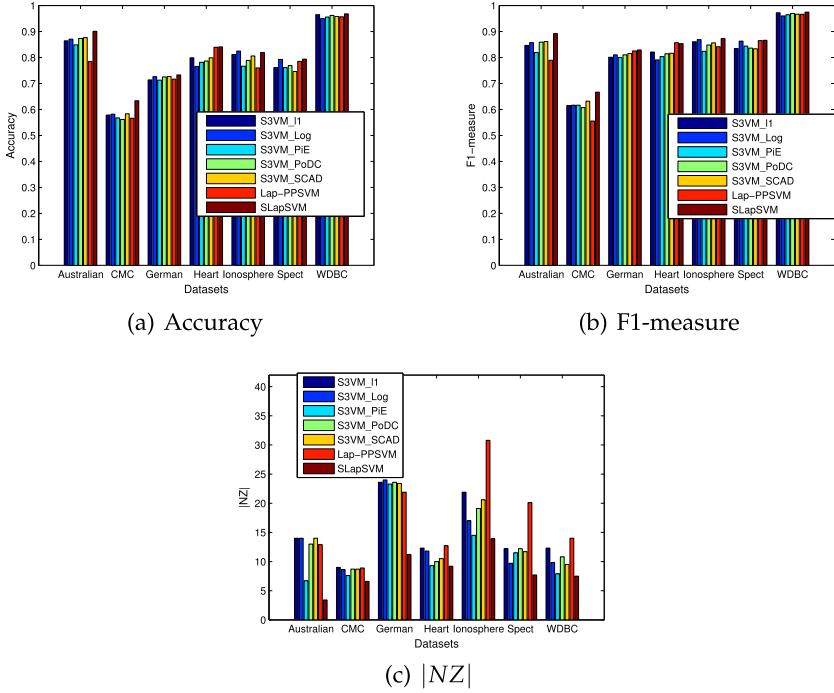 1
0.9
0.8
0.7
0.6
0.5
0.4
0.3
0.2
0.1
0
Accuracy
S3VM_l1
S3VM_Log
S3VM_PiE
S3VM_PoDC
S3VM_SCAD
Lap−PPSVM
SLapSVM
Australian CMC German Heart Ionosphere Spect WDBC
Datasets
(a) Accuracy
1
0.9
0.8
0.7
0.6
0.5
0.4
0.3
0.2
0.1
0
F1−measure
S3VM_l1
S3VM_Log
S3VM_PiE
S3VM_PoDC
S3VM_SCAD
Lap−PPSVM
SLapSVM
Australian CMC German Heart Ionosphere Spect WDBC
Datasets
(b) F1-measure
40
35
30
25
20
15
10
5
0
|NZ|
S3VM_l1
S3VM_Log
S3VM_PiE
S3VM_PoDC
S3VM_SCAD
Lap−PPSVM
SLapSVM
Australian CMC German Heart Ionosphere Spect WDBC
Datasets
(c) |NZ|